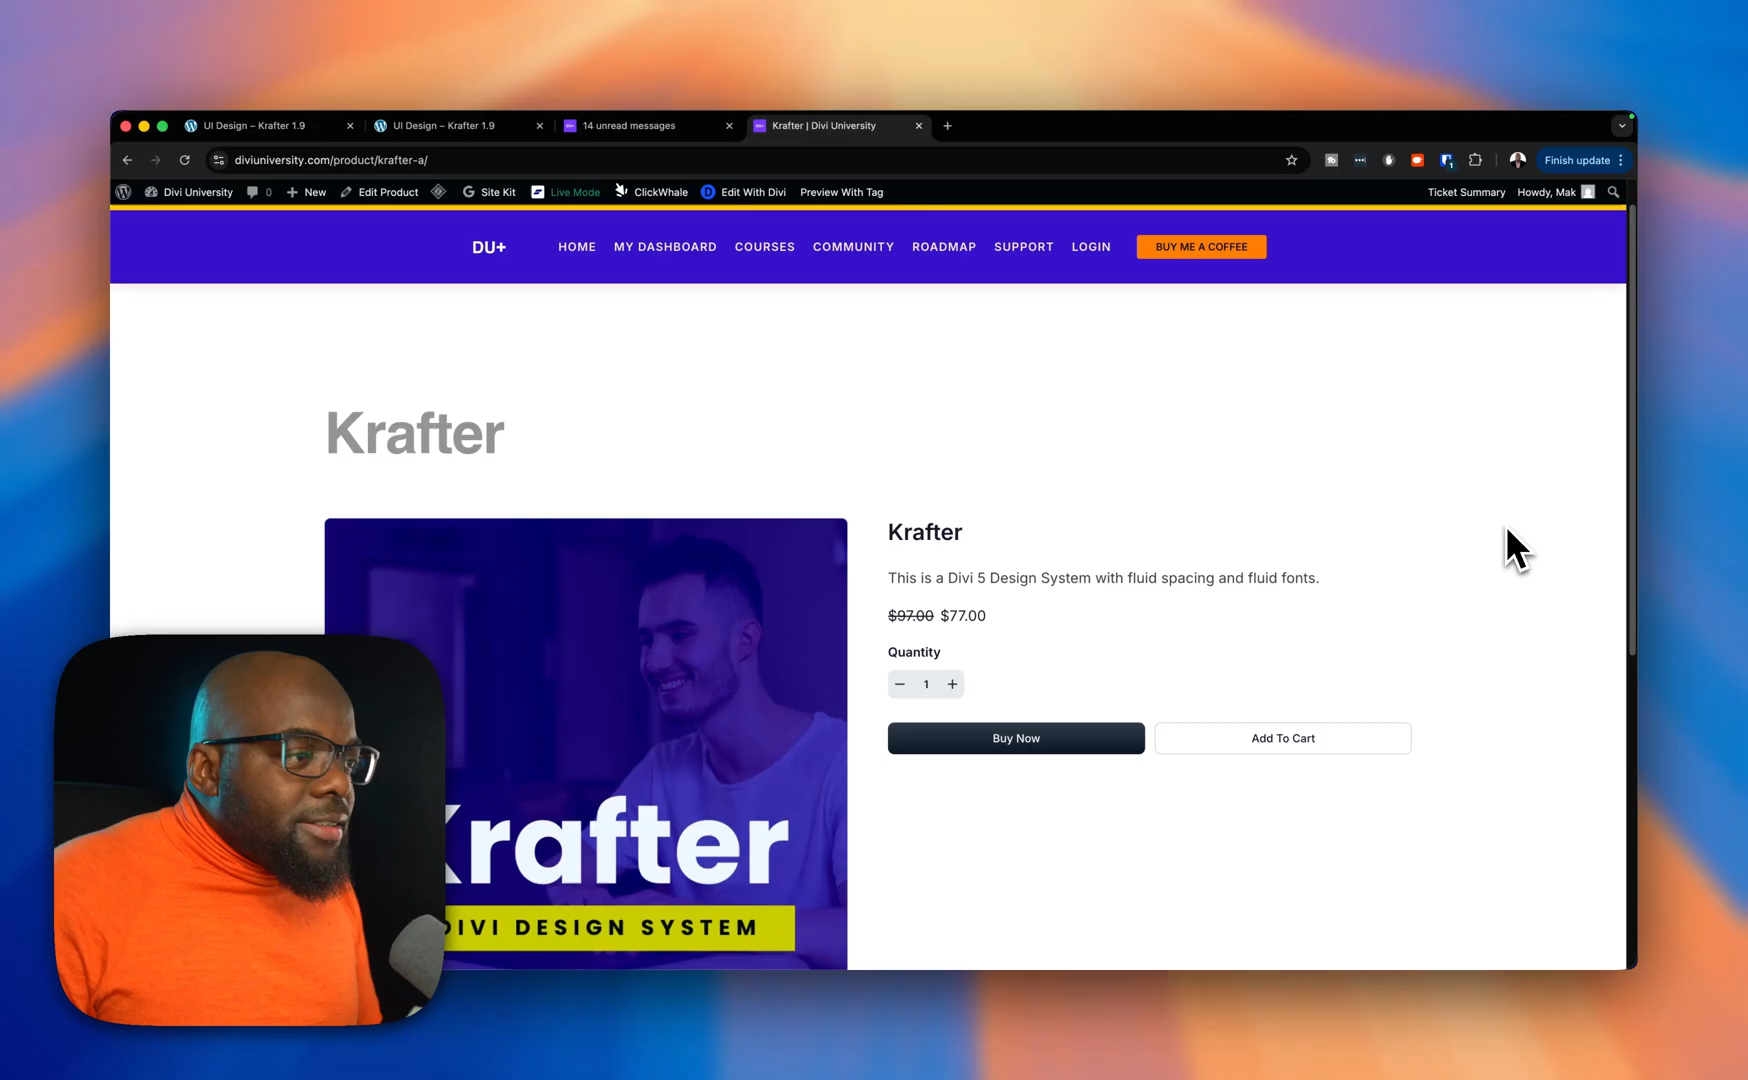 UI Design – Krafter 1.9
UI Design – Krafter 1.9
14 unread messages
Krafter | Divi University
diviuniversity.com/product/krafter-a/
Finish update
Divi University
0
New
Edit Product
Site Kit
Live Mode
ClickWhale
Edit With Divi
Preview With Tag
Ticket Summary
Howdy, Mak
DU+
HOME
MY DASHBOARD
COURSES
COMMUNITY
ROADMAP
SUPPORT
LOGIN
BUY ME A COFFEE
Krafter
Krafter
This is a Divi 5 Design System with fluid spacing and fluid fonts.
$97.00 $77.00
Quantity
− 1 +
Buy Now
Add To Cart
Krafter
DIVI DESIGN SYSTEM